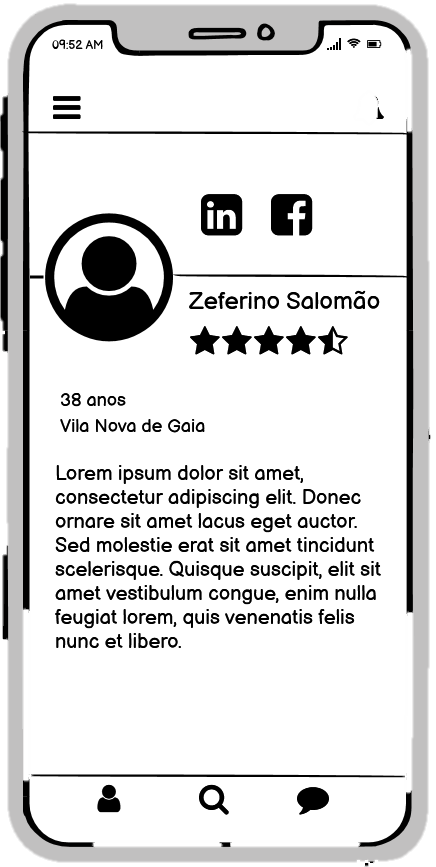 09:52 AM
in f
Zeferino Salomão
38 anos
Vila Nova de Gaia
Lorem ipsum dolor sit amet,
consectetur adipiscing elit. Donec
ornare sit amet lacus eget auctor.
Sed molestie erat sit amet tincidunt
scelerisque. Quisque suscipit, elit sit
amet vestibulum congue, enim nulla
feugiat lorem, quis venenatis felis
nunc et libero.